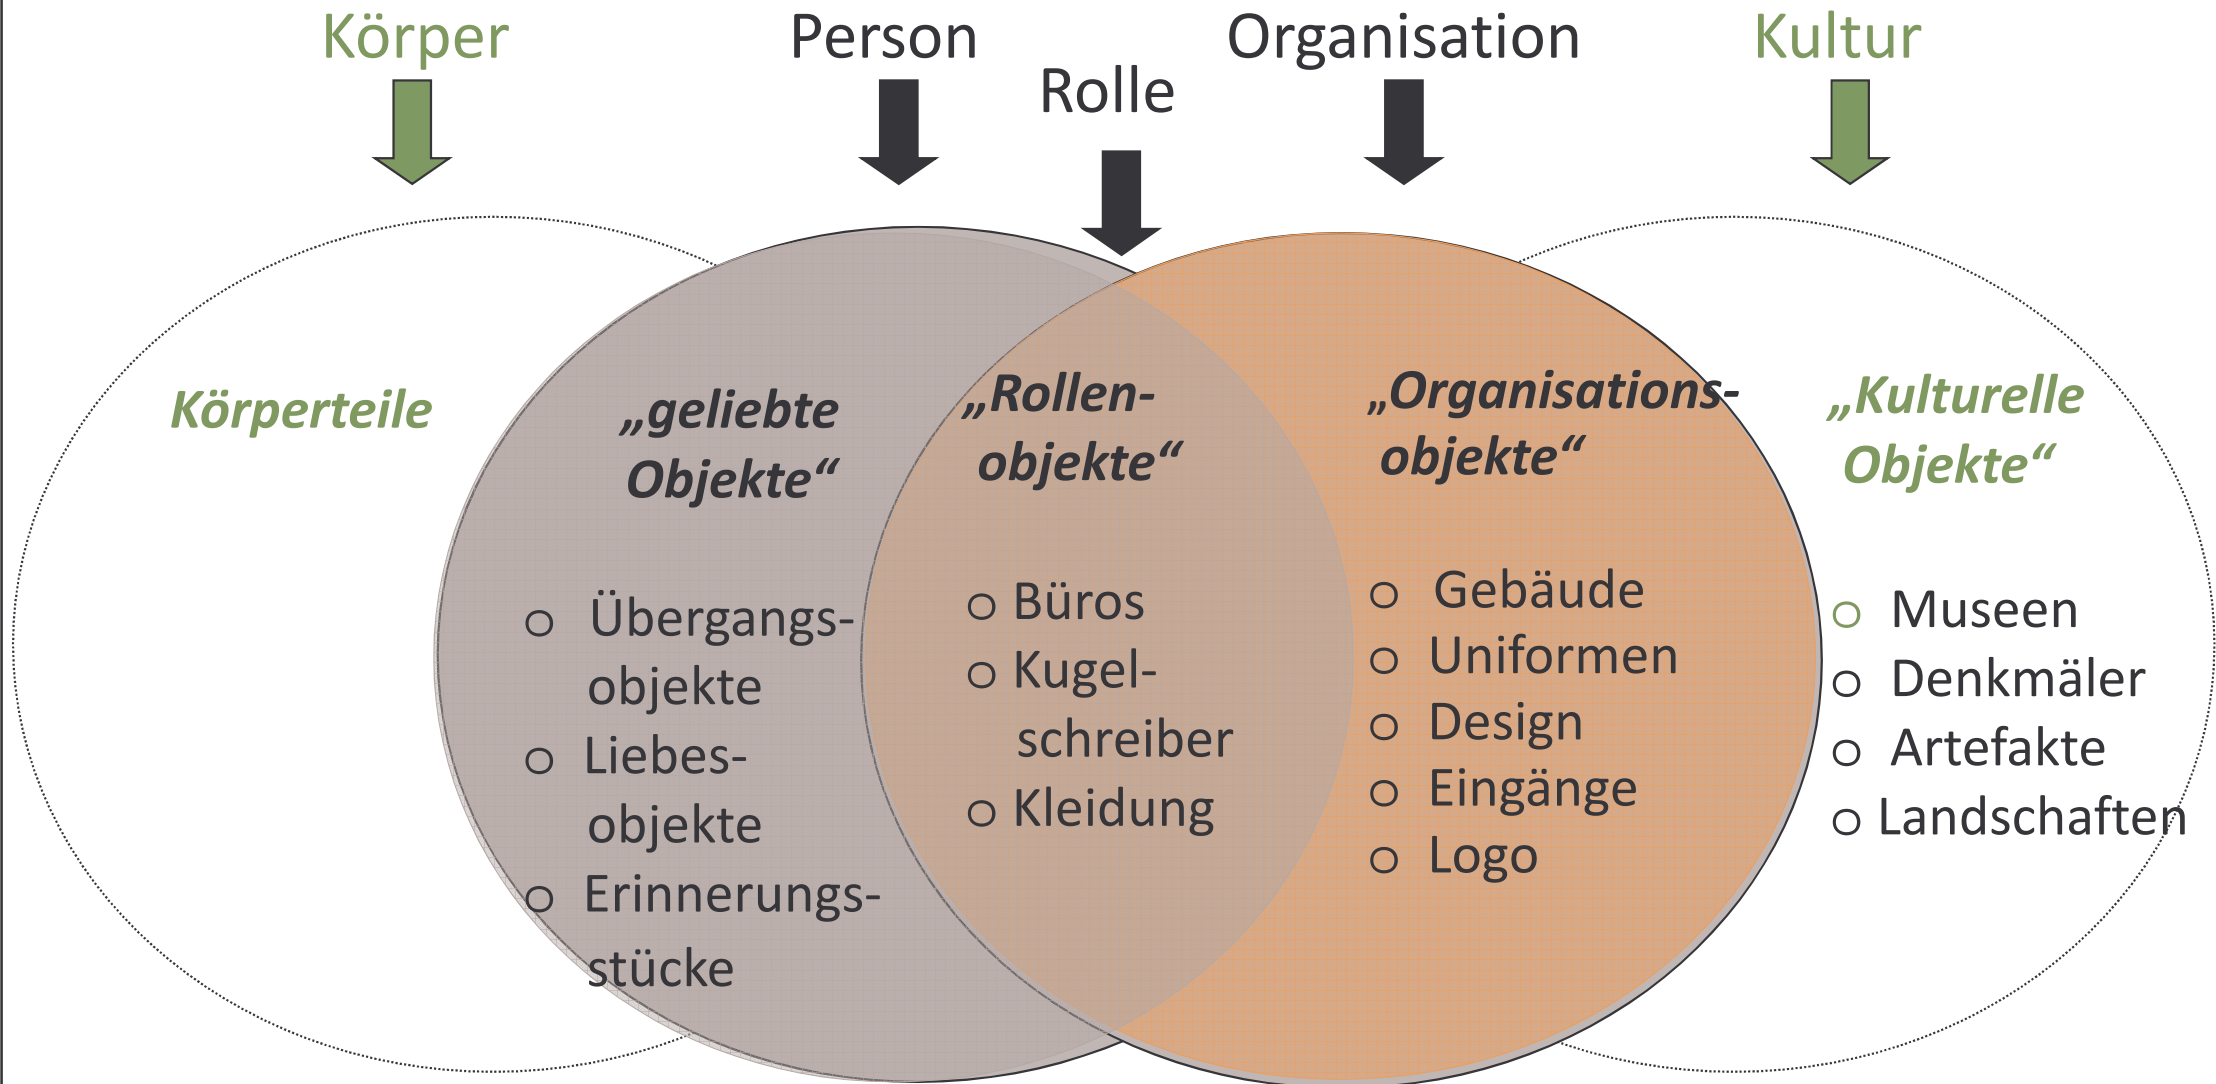 Körper
Person
Rolle
Organisation
Kultur
Körperteile
„geliebte
Objekte“
o Übergangs-
objekte
o Liebes-
objekte
o Erinnerungs-
stücke
„Rollen-
objekte“
o Büros
o Kugel-
schreiber
o Kleidung
„Organisations-
objekte“
o Gebäude
o Uniformen
o Design
o Eingänge
o Logo
„Kulturelle
Objekte“
o Museen
o Denkmäler
o Artefakte
o Landschaften